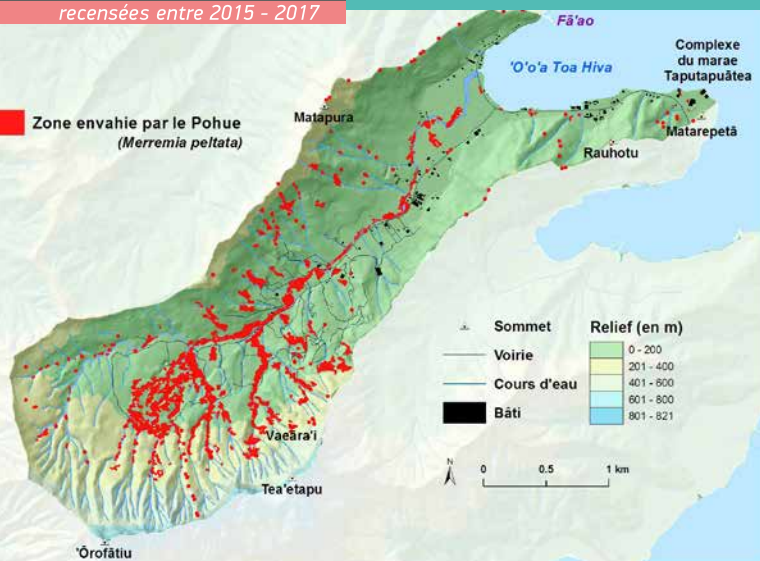 recensées entre 2015 - 2017
Fā'ao
'O'o'a Toa Hiva
Complexe
du marae
Taputapuātea
Zone envahie par le Pohue
(Merremia peltata)
Matapura
Matarepetā
Rauhotu
Sommet
Voirie
Cours d'eau
Bâti
Relief (en m)
0 - 200
201 - 400
401 - 600
601 - 800
801 - 821
Vaeāra'i
N
0 0.5 1 km
Tea'etapu
'Ōrofātiu